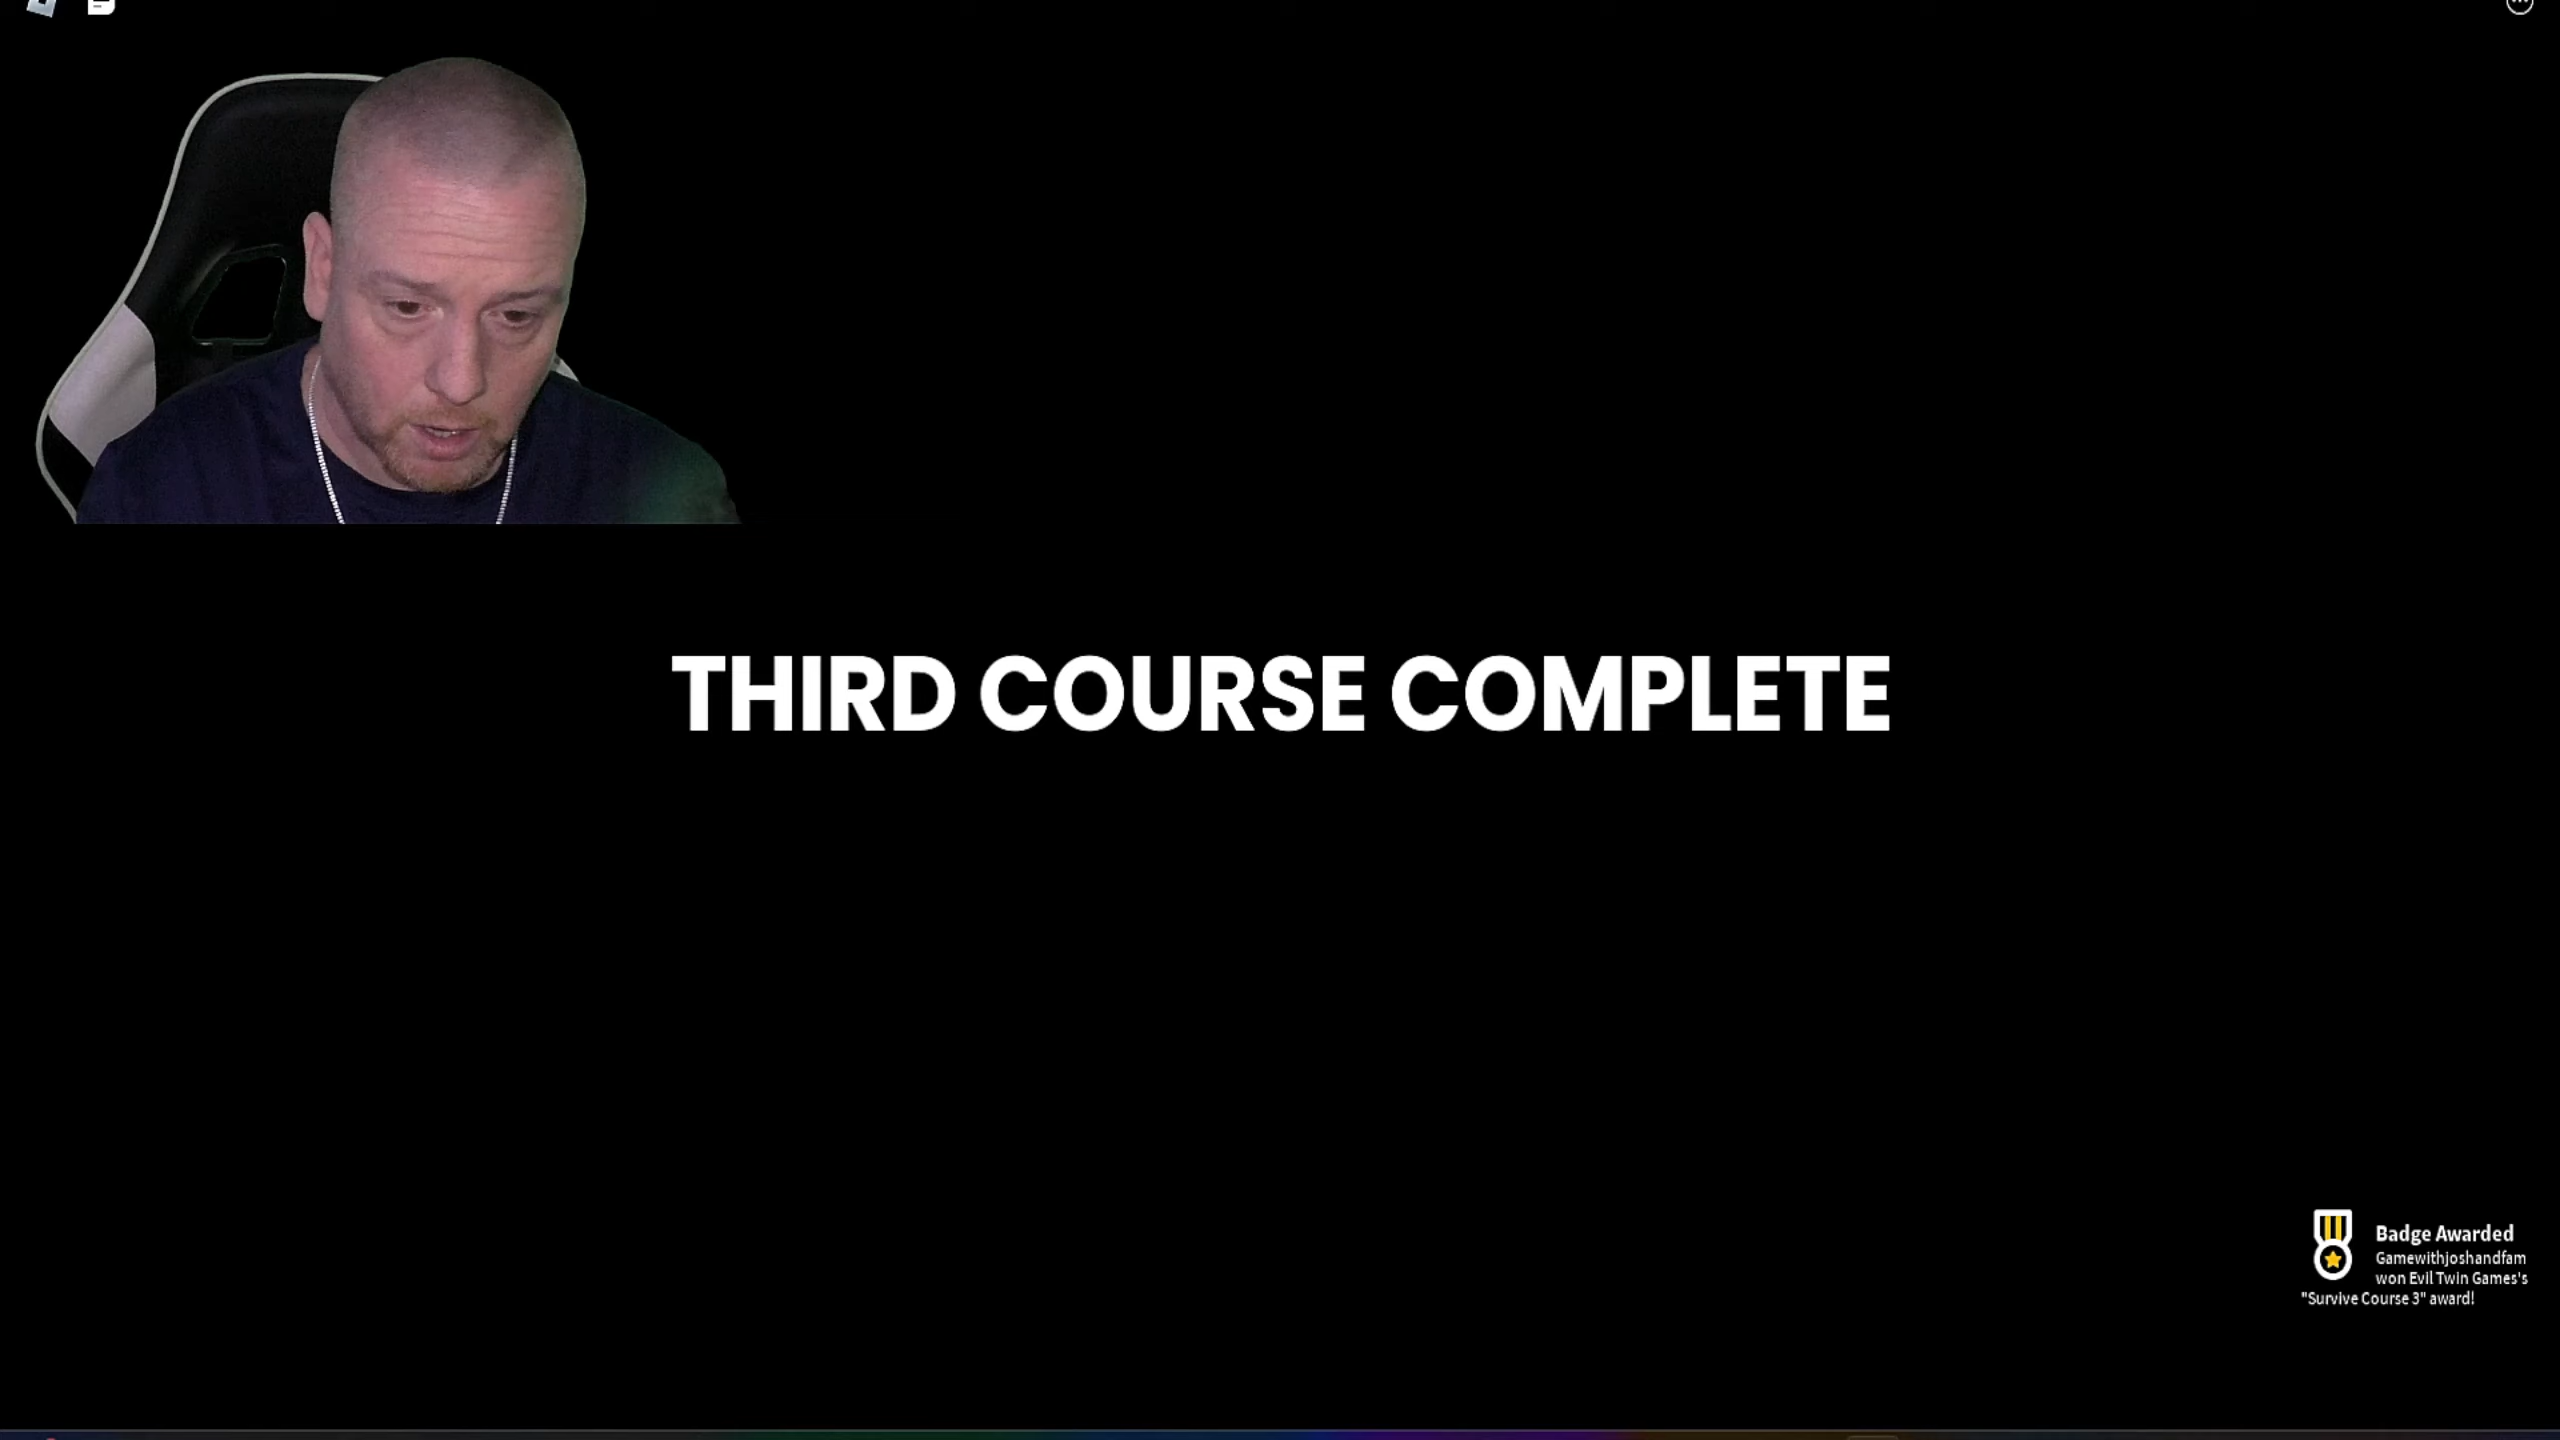 THIRD COURSE COMPLETE
Badge Awarded
Gamewithjoshandfam
won Evil Twin Games's
"Survive Course 3" award!